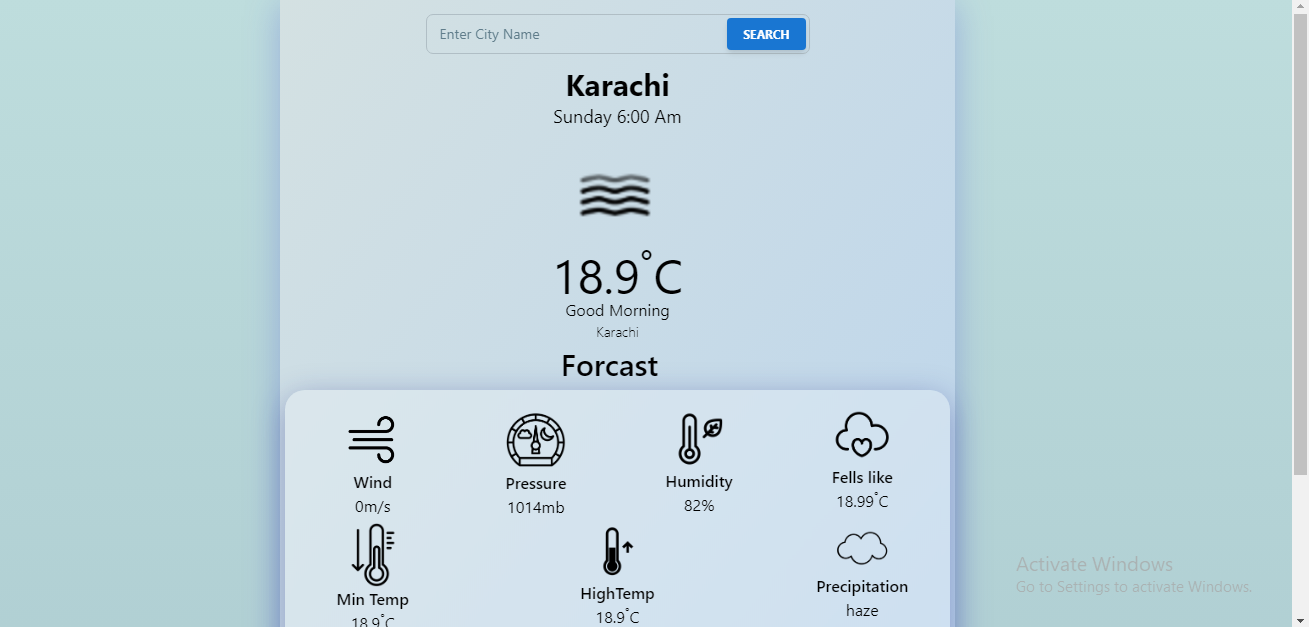 Enter City Name
SEARCH
Karachi
Sunday 6:00 Am
18.9°C
Good Morning
Karachi
Forcast
Wind
0m/s
Pressure
1014mb
Humidity
82%
Fells like
18.99°C
Min Temp
18.9°C
HighTemp
18.9°C
Precipitation
haze
Activate Windows
Go to Settings to activate Windows.